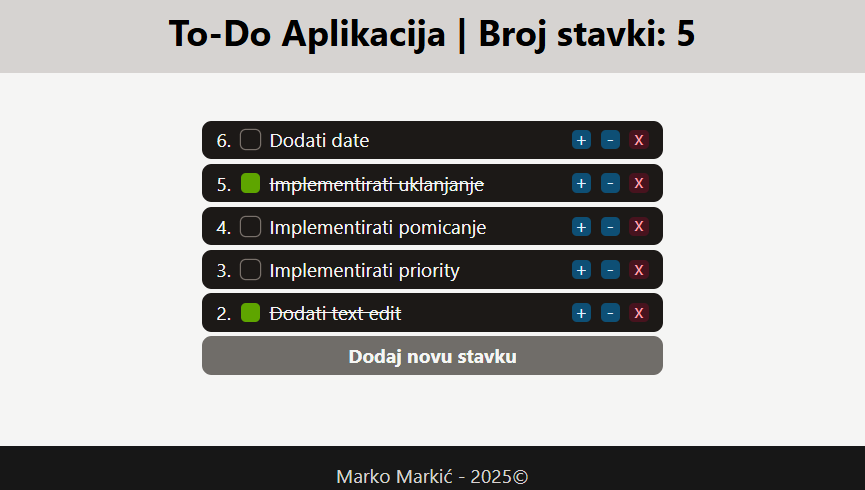 To-Do Aplikacija | Broj stavki: 5
6. Dodati date + - X
5. Implementirati uklanjanje + - X
4. Implementirati pomicanje + - X
3. Implementirati priority + - X
2. Dodati text edit + - X
Dodaj novu stavku
Marko Markić - 2025©